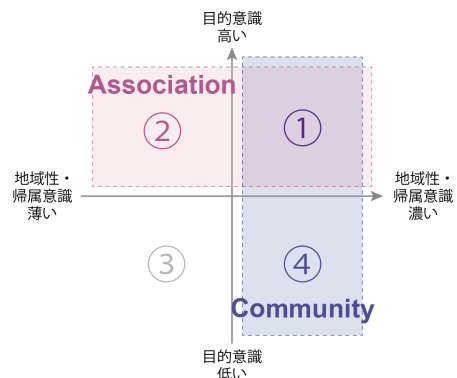 目的意識
高い
Association
②
①
地域性・
帰属意識
薄い
地域性・
帰属意識
濃い
③
④
Community
目的意識
低い